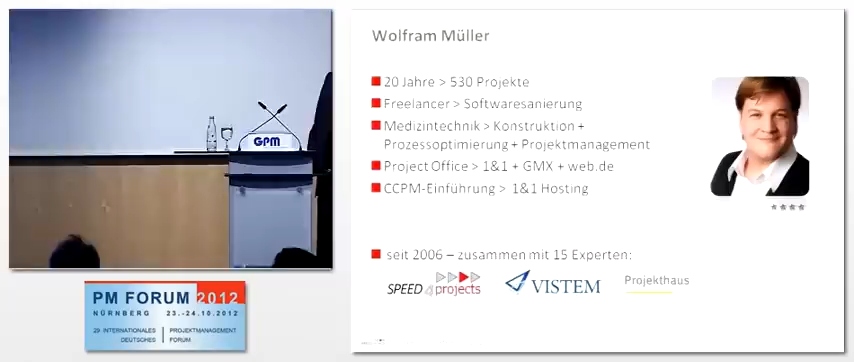 GPM
PM FORUM 2012
NÜRNBERG 23.-24.10.2012
29 INTERNATIONALES
DEUTSCHES
PROJEKTMANAGEMENT
FORUM
Wolfram Müller
20 Jahre > 530 Projekte
Freelancer > Softwaresanierung
Medizintechnik > Konstruktion +
Prozessoptimierung + Projektmanagement
Project Office > 1&1 + GMX + web.de
CCPM-Einführung > 1&1 Hosting
seit 2006 – zusammen mit 15 Experten:
SPEED4projects
VISTEM
Projekthaus